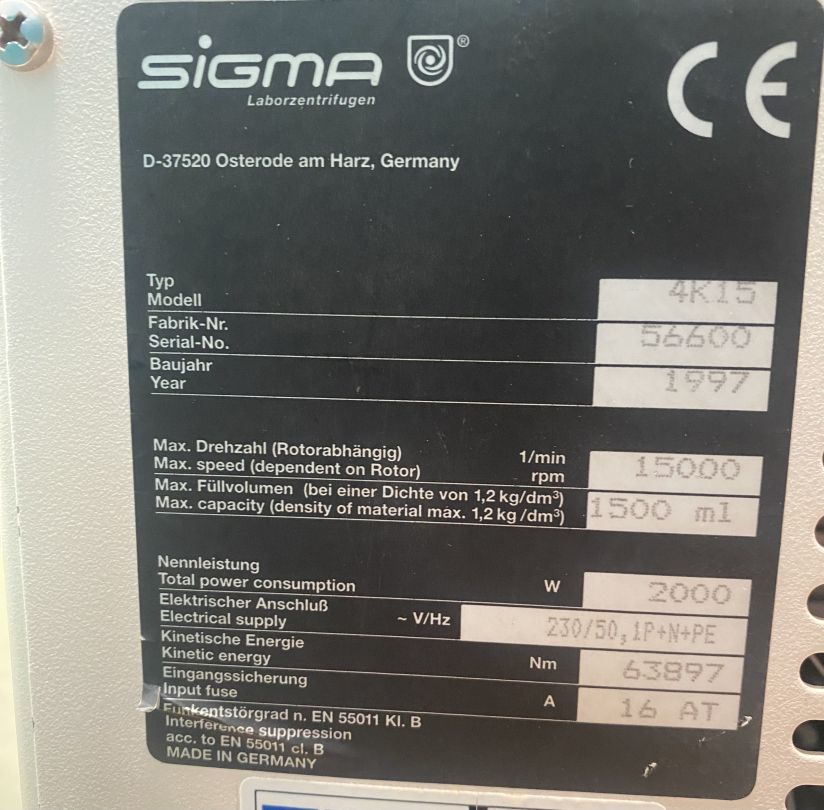 SIGMA ®
Laborzentrifugen
CE
D-37520 Osterode am Harz, Germany
Typ
Modell 4K15
Fabrik-Nr.
Serial-No. 56600
Baujahr
Year 1997
Max. Drehzahl (Rotorabhängig) 1/min
Max. speed (dependent on Rotor) rpm 15000
Max. Füllvolumen (bei einer Dichte von 1,2 kg/dm³)
Max. capacity (density of material max. 1,2 kg/dm³) 1500 ml
Nennleistung
Total power consumption W 2000
Elektrischer Anschluß
Electrical supply ~ V/Hz 230/50,1P+N+PE
Kinetische Energie
Kinetic energy Nm 63897
Eingangssicherung
Input fuse A 16 AT
Funkentstörgrad n. EN 55011 Kl. B
Interference suppression
acc. to EN 55011 cl. B
MADE IN GERMANY